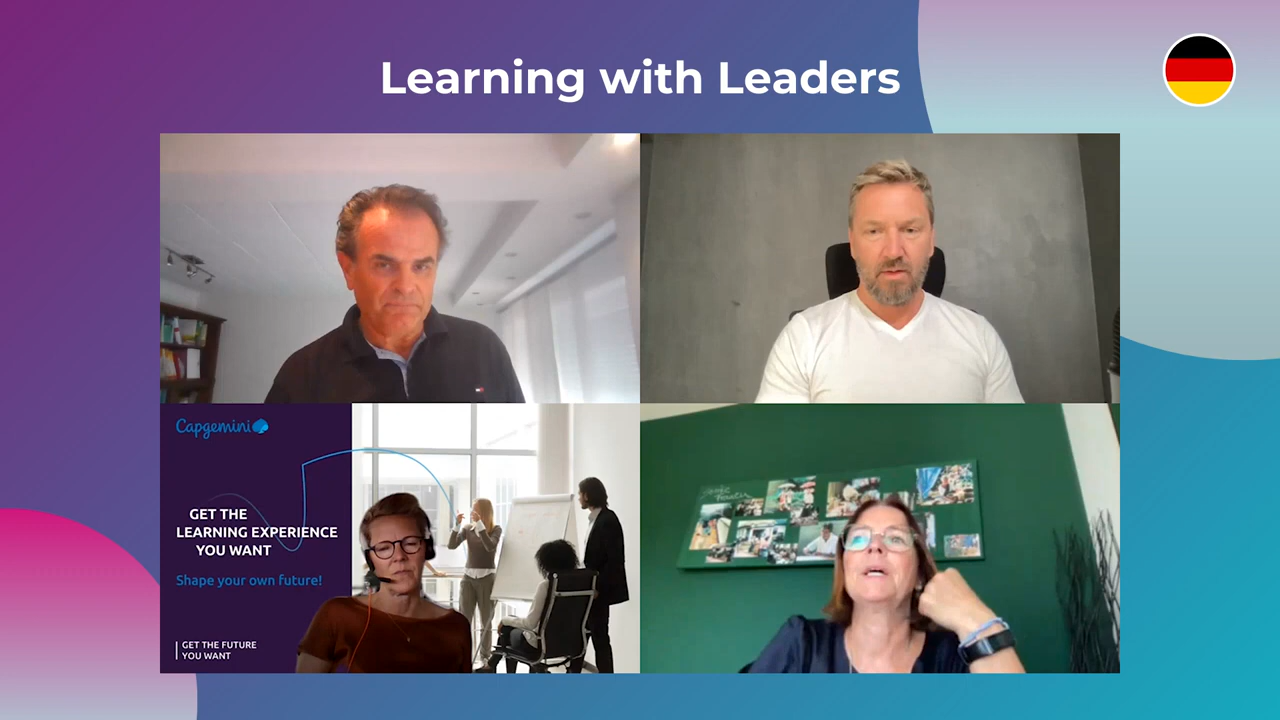 Learning with Leaders
Capgemini
GET THE
LEARNING EXPERIENCE
YOU WANT
Shape your own future!
GET THE FUTURE
YOU WANT